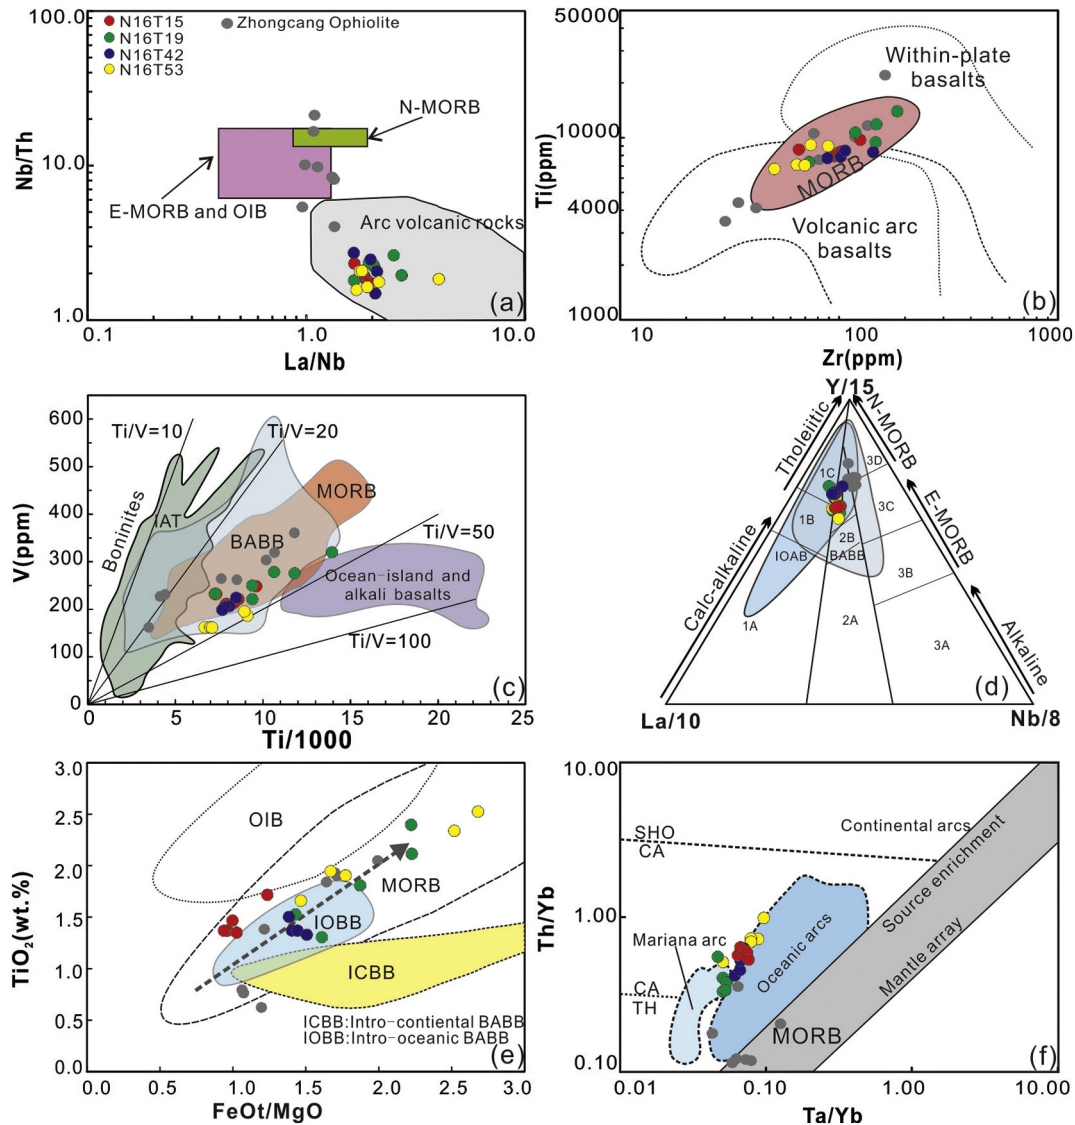 100.0
10.0
1.0
Nb/Th
N16T15
N16T19
N16T42
N16T53
Zhongcang Ophiolite
N-MORB
E-MORB and OIB
Arc volcanic rocks
(a)
0.1
1.0
10.0
La/Nb
50000
10000
4000
1000
Ti(ppm)
Within-plate
basalts
MORB
Volcanic arc
basalts
(b)
10
100
1000
Zr(ppm)
600
500
400
300
200
100
0
V(ppm)
Ti/V=10
Ti/V=20
Boninites
IAT
MORB
BABB
Ti/V=50
Ocean-island and
alkali basalts
Ti/V=100
(c)
0
5
10
15
20
25
Ti/1000
Y/15
Tholeiitic
N-MORB
Calc-alkaline
E-MORB
Alkaline
1C
3D
1B
3C
2B
IOAB
BABB
3B
1A
2A
3A
(d)
La/10
Nb/8
3.0
2.5
2.0
1.5
1.0
0.5
0.0
TiO2(wt.%)
OIB
MORB
IOBB
ICBB
ICBB:Intro-contiental BABB
IOBB:Intro-oceanic BABB
(e)
0.0
0.5
1.0
1.5
2.0
2.5
3.0
FeOt/MgO
10.00
1.00
0.10
Th/Yb
Continental arcs
SHO
CA
Source enrichment
Mantle array
Mariana arc
Oceanic arcs
CA
TH
MORB
(f)
0.01
0.10
1.00
10.00
Ta/Yb